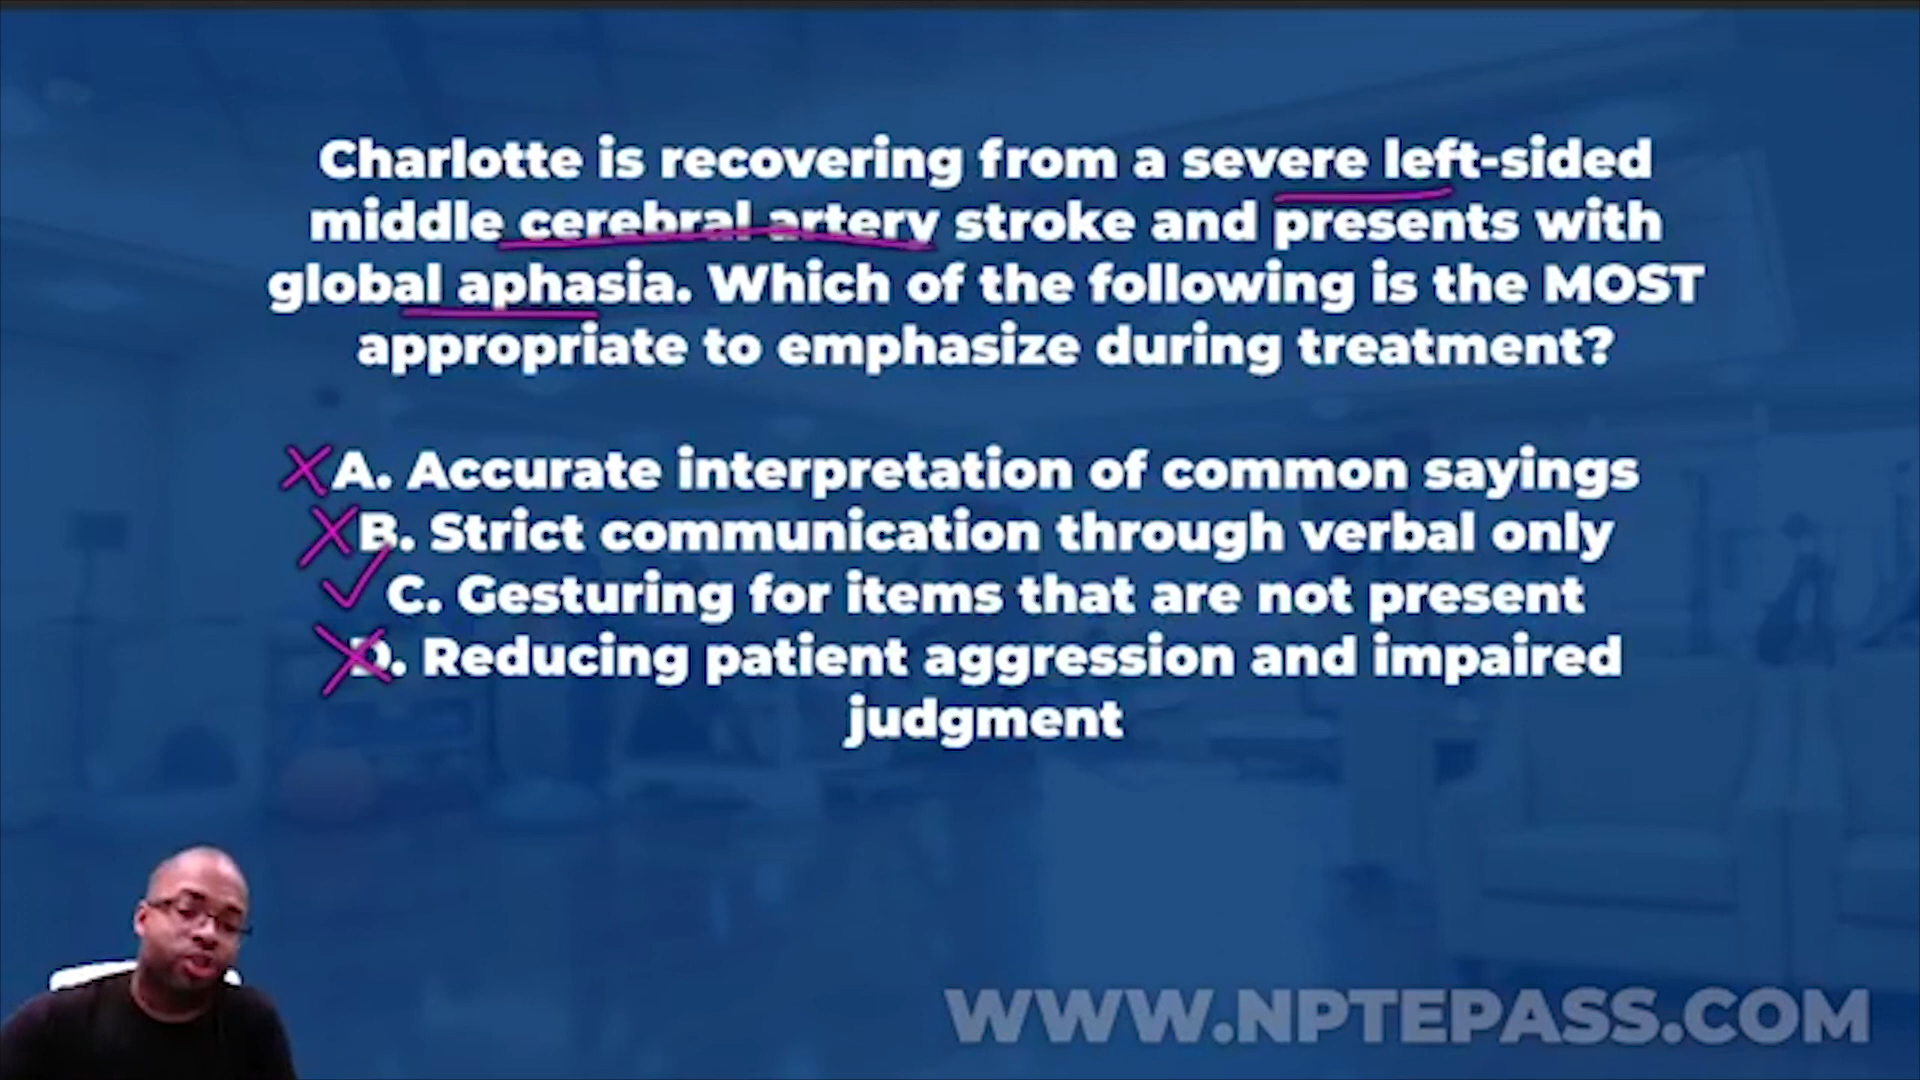 Charlotte is recovering from a severe left-sided
middle cerebral artery stroke and presents with
global aphasia. Which of the following is the MOST
appropriate to emphasize during treatment?
A. Accurate interpretation of common sayings
B. Strict communication through verbal only
C. Gesturing for items that are not present
D. Reducing patient aggression and impaired
judgment
WWW.NPTEPASS.COM